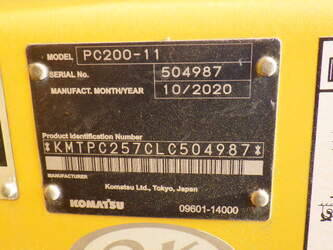 MODEL PC200-11
SERIAL No. 504987
MANUFACT. MONTH/YEAR 10/2020
Product Identification Number
*KMTPC257CLC504987*
MANUFACTURER
Komatsu Ltd., Tokyo, Japan
KOMATSU 09601-14000